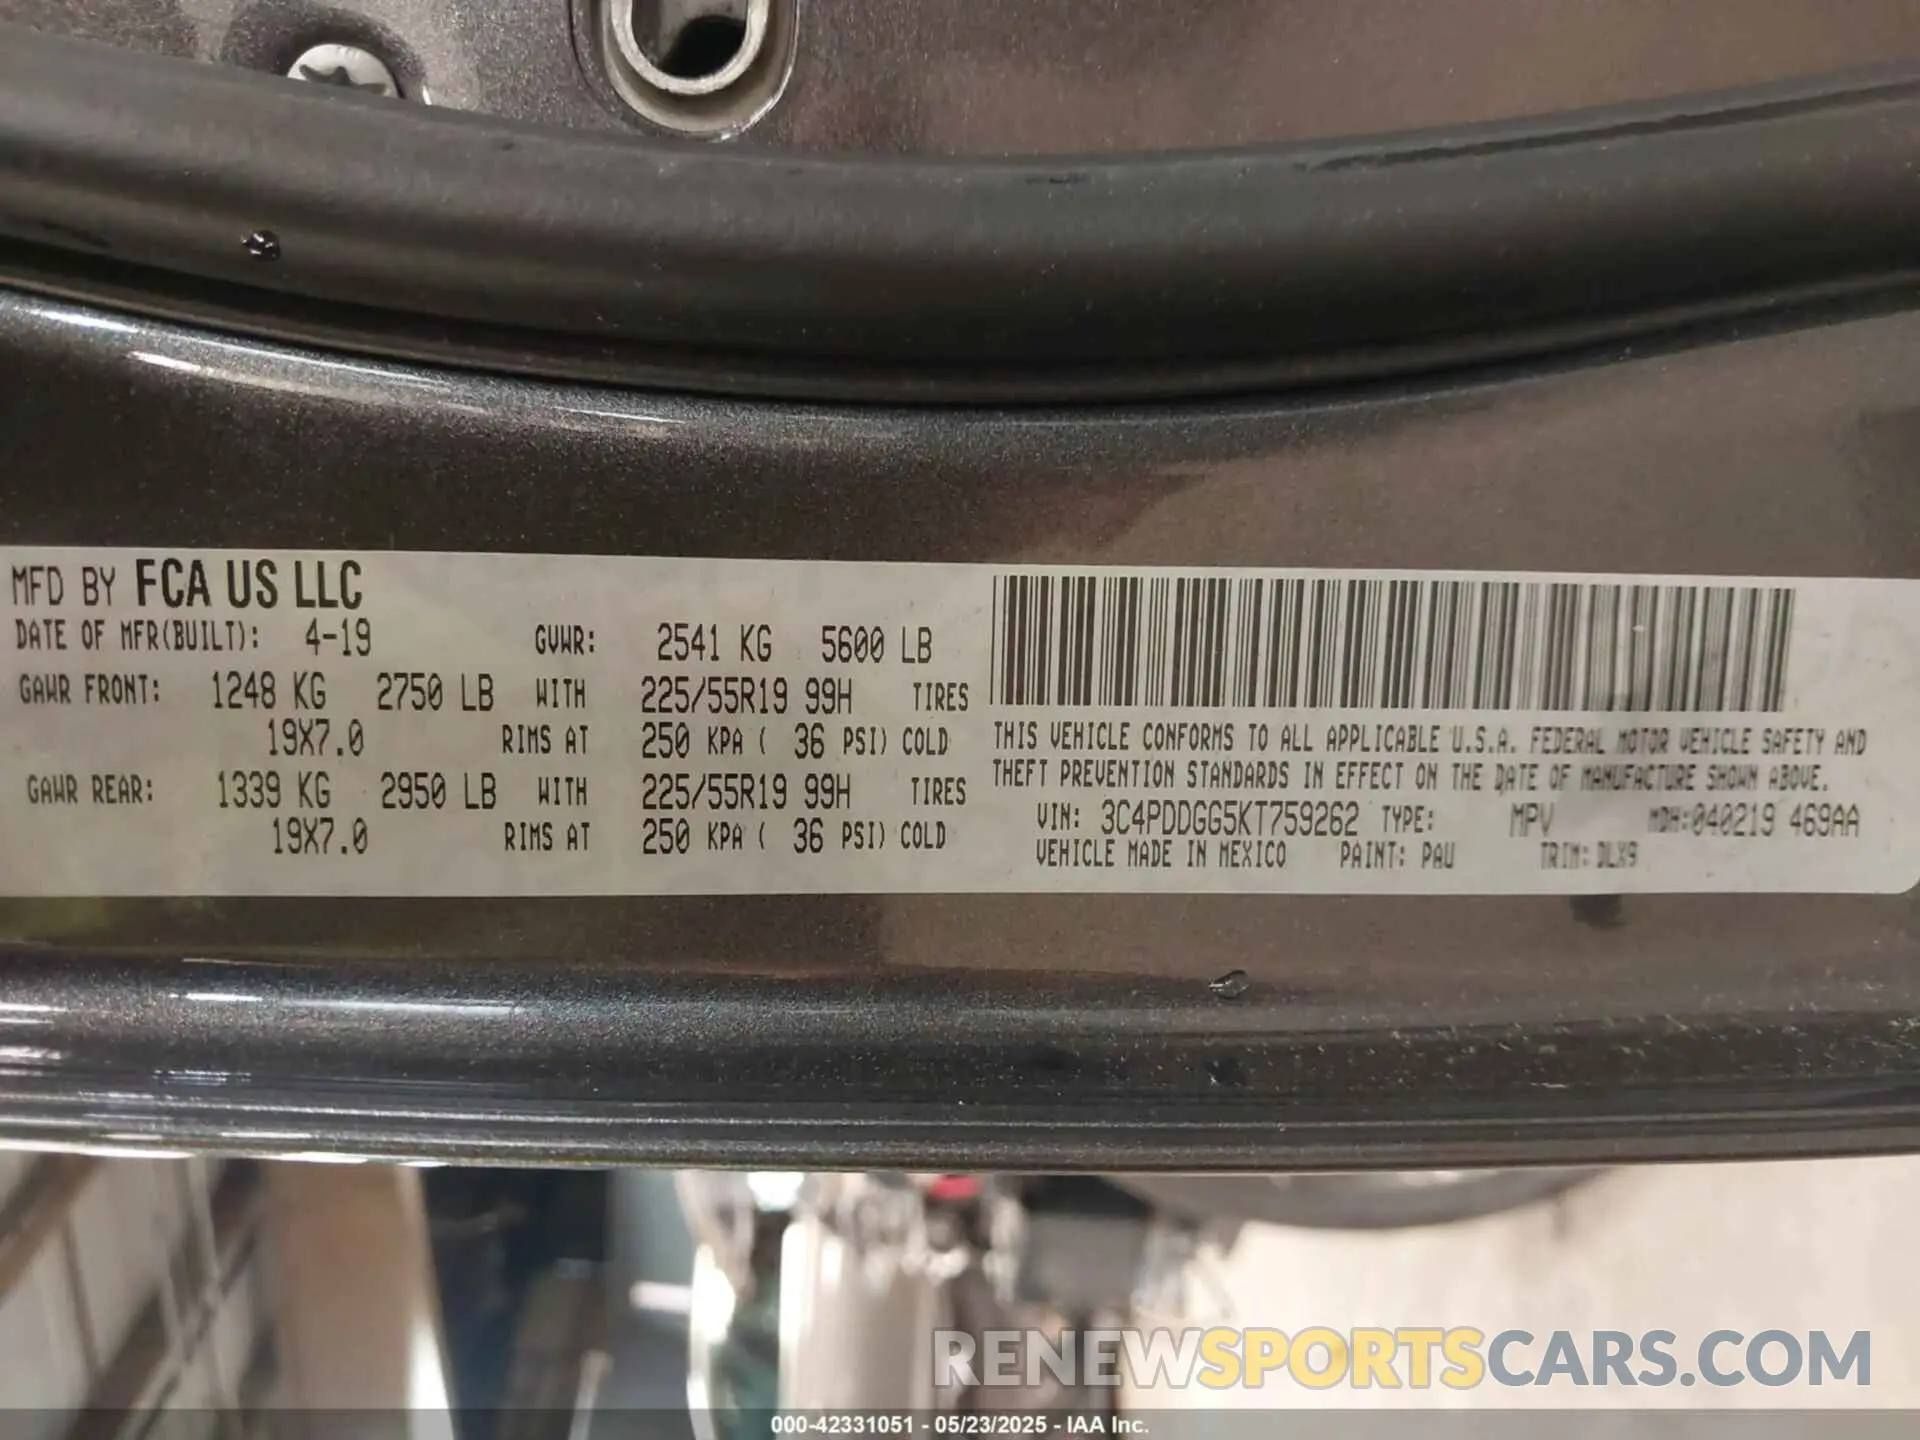 MFD BY FCA US LLC
DATE OF MFR(BUILT): 4-19 GVWR: 2541 KG 5600 LB
GAWR FRONT: 1248 KG 2750 LB WITH 225/55R19 99H TIRES
19X7.0 RIMS AT 250 KPA ( 36 PSI) COLD
GAWR REAR: 1339 KG 2950 LB WITH 225/55R19 99H TIRES
19X7.0 RIMS AT 250 KPA ( 36 PSI) COLD
THIS VEHICLE CONFORMS TO ALL APPLICABLE U.S.A. FEDERAL MOTOR VEHICLE SAFETY AND
THEFT PREVENTION STANDARDS IN EFFECT ON THE DATE OF MANUFACTURE SHOWN ABOVE.
VIN: 3C4PDDGG5KT759262 TYPE: MPV MDH:040219 469AA
VEHICLE MADE IN MEXICO PAINT: PAU TRIM: DLX9
RENEWSPORTSCARS.COM
000-42331051 - 05/23/2025 - IAA Inc.